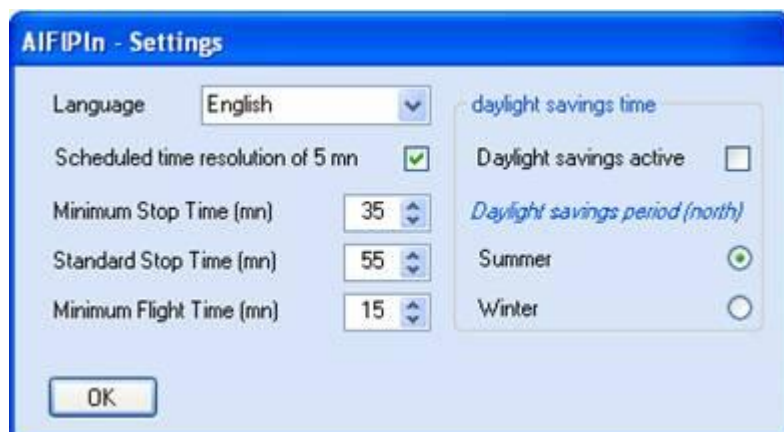 AIFIPln - Settings
Language English
Scheduled time resolution of 5 mn
Minimum Stop Time (mn) 35
Standard Stop Time (mn) 55
Minimum Flight Time (mn) 15
OK
daylight savings time
Daylight savings active
Daylight savings period (north)
Summer
Winter